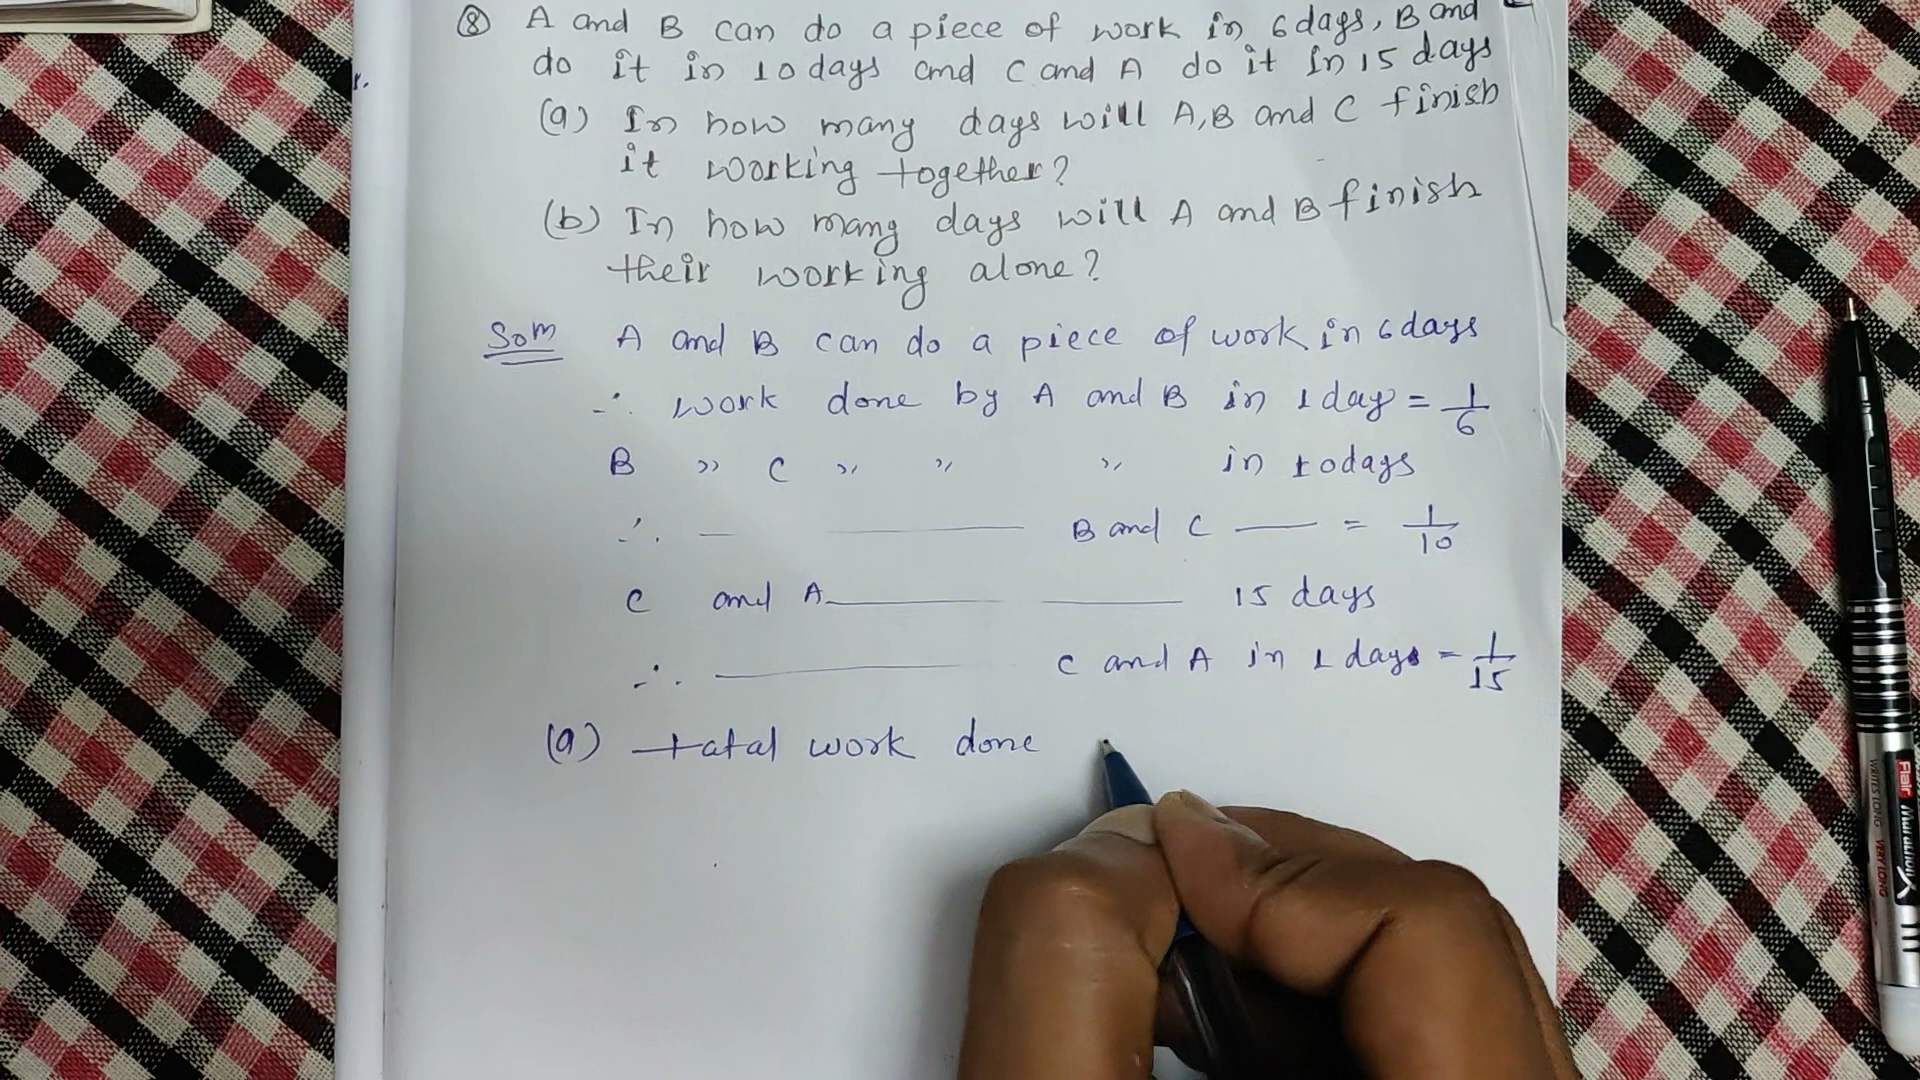 ⑧ A and B can do a piece of work in 6 days, B and
do it in 10 days and C and A do it in 15 days
(a) In how many days will A, B and C finish
it working together?
(b) In how many days will A and B finish
their working alone?
Soln A and B can do a piece of work in 6 days
∴ work done by A and B in 1 day = 1/6
B ,, C ,, ,, ,, in 10 days
∴ — —— B and C — = 1/10
C and A —— —— 15 days
∴ —— C and A in 1 days = 1/15
(a) tatal work done
Flair
WRITES LONG VERY LONG